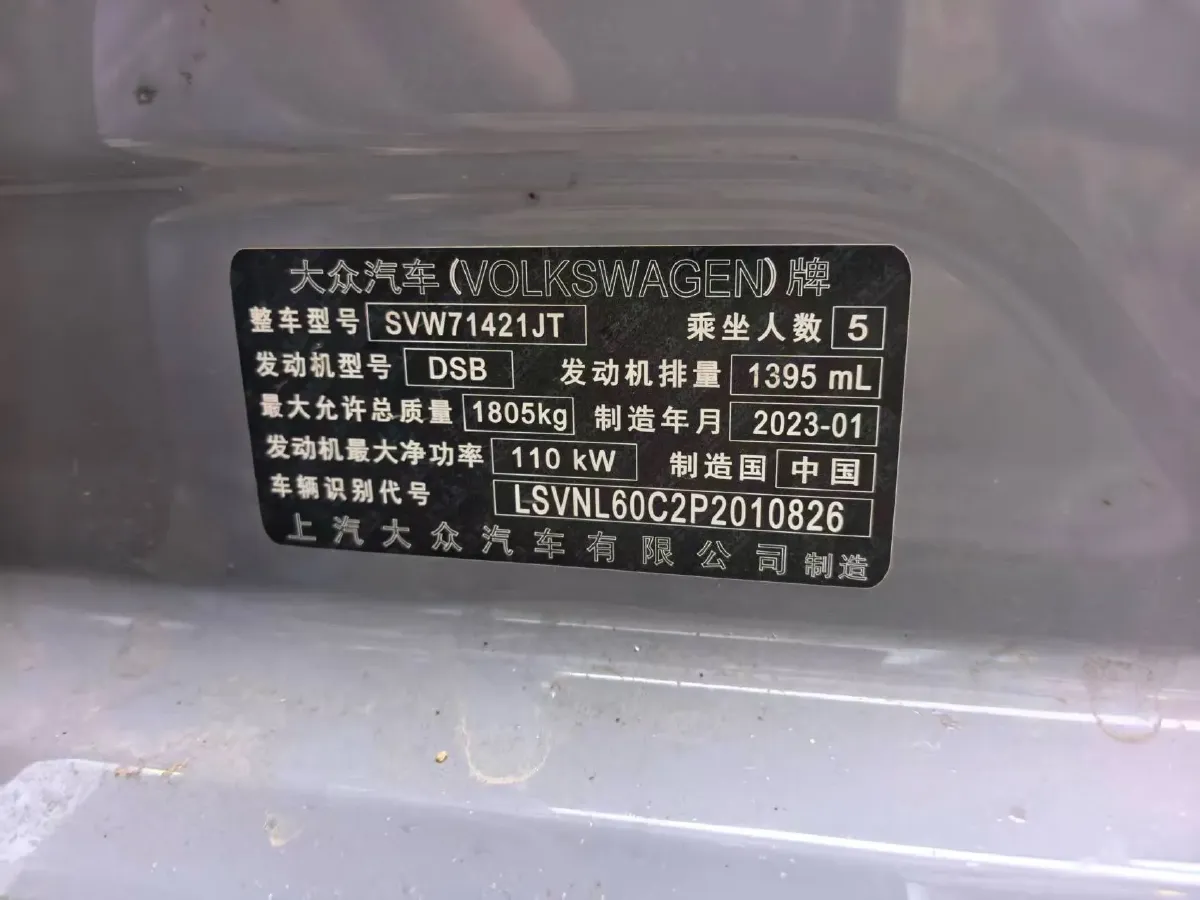 大众汽车(VOLKSWAGEN)牌
整车型号 SVW71421JT 乘坐人数 5
发动机型号 DSB 发动机排量 1395 mL
最大允许总质量 1805kg 制造年月 2023-01
发动机最大净功率 110 kW 制造国 中国
车辆识别代号 LSVNL60C2P2010826
上汽大众汽车有限公司 制造